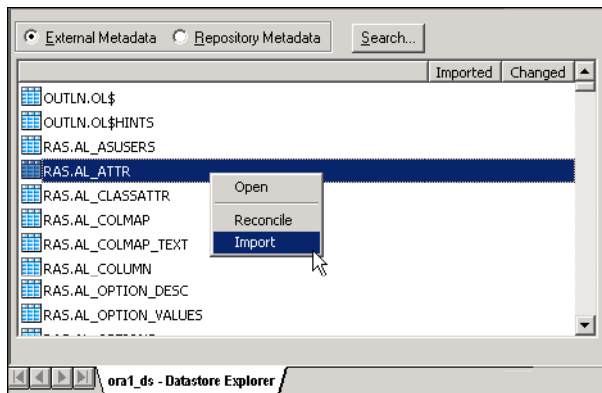 External Metadata Repository Metadata Search...
Imported Changed
OUTLN.OL$
OUTLN.OL$HINTS
RAS.AL_ASUSERS
RAS.AL_ATTR
Open
RAS.AL_CLASSATTR
RAS.AL_COLMAP
Reconcile
RAS.AL_COLMAP_TEXT
Import
RAS.AL_COLUMN
RAS.AL_OPTION_DESC
RAS.AL_OPTION_VALUES
ora1_ds - Datastore Explorer